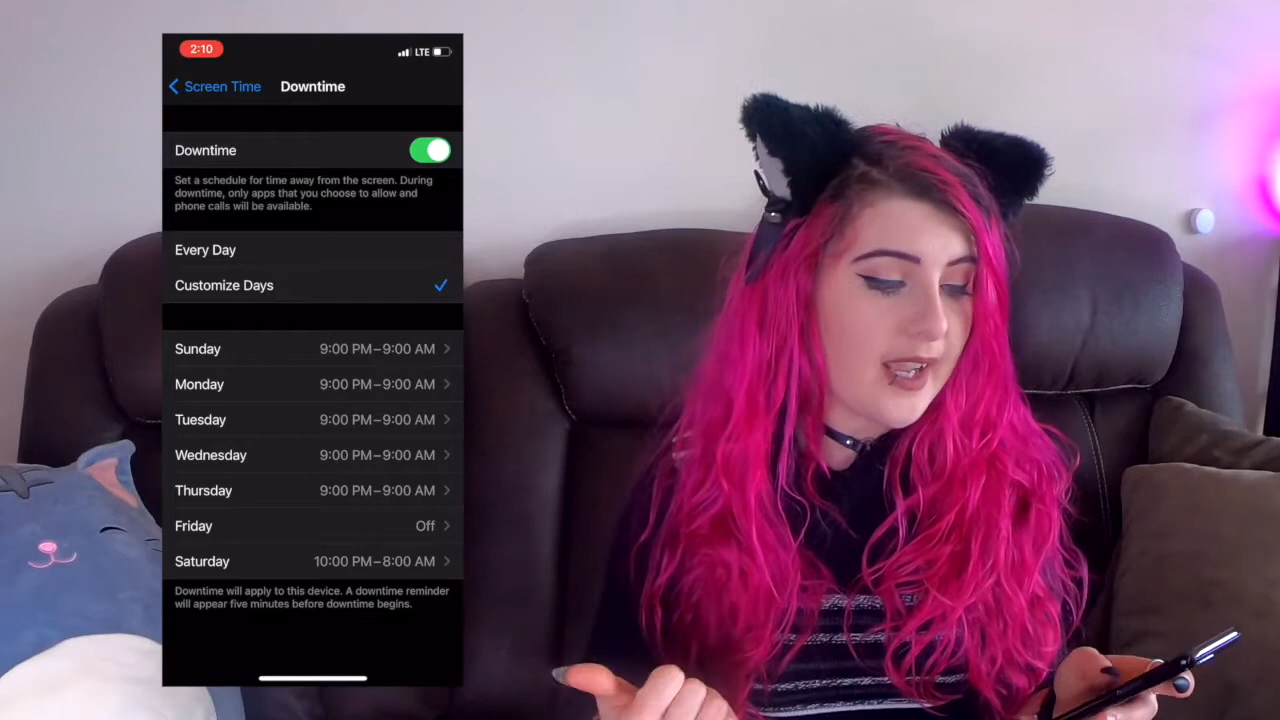 2:10 LTE
Screen Time Downtime
Downtime
Set a schedule for time away from the screen. During
downtime, only apps that you choose to allow and
phone calls will be available.
Every Day
Customize Days
Sunday 9:00 PM–9:00 AM
Monday 9:00 PM–9:00 AM
Tuesday 9:00 PM–9:00 AM
Wednesday 9:00 PM–9:00 AM
Thursday 9:00 PM–9:00 AM
Friday Off
Saturday 10:00 PM–8:00 AM
Downtime will apply to this device. A downtime reminder
will appear five minutes before downtime begins.